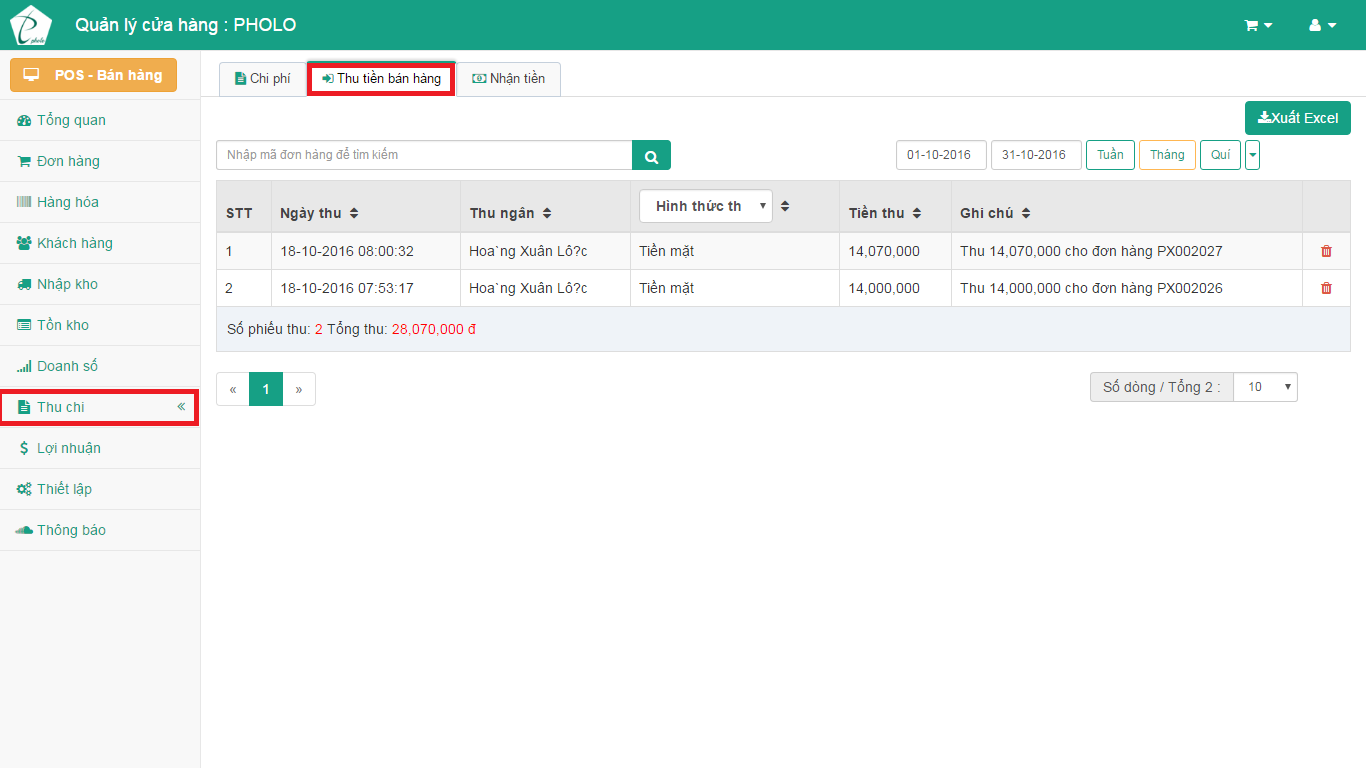 pholo
Quản lý cửa hàng : PHOLO
POS - Bán hàng
Tổng quan
Đơn hàng
Hàng hóa
Khách hàng
Nhập kho
Tồn kho
Doanh số
Thu chi
Lợi nhuận
Thiết lập
Thông báo
Chi phí Thu tiền bán hàng Nhận tiền
Xuất Excel
Nhập mã đơn hàng để tìm kiếm 01-10-2016 31-10-2016 Tuần Tháng Quí
STT Ngày thu Thu ngân Hình thức th Tiền thu Ghi chú
1 18-10-2016 08:00:32 Hoa`ng Xuân Lô?c Tiền mặt 14,070,000 Thu 14,070,000 cho đơn hàng PX002027
2 18-10-2016 07:53:17 Hoa`ng Xuân Lô?c Tiền mặt 14,000,000 Thu 14,000,000 cho đơn hàng PX002026
Số phiếu thu: 2 Tổng thu: 28,070,000 đ
« 1 » Số dòng / Tổng 2 : 10